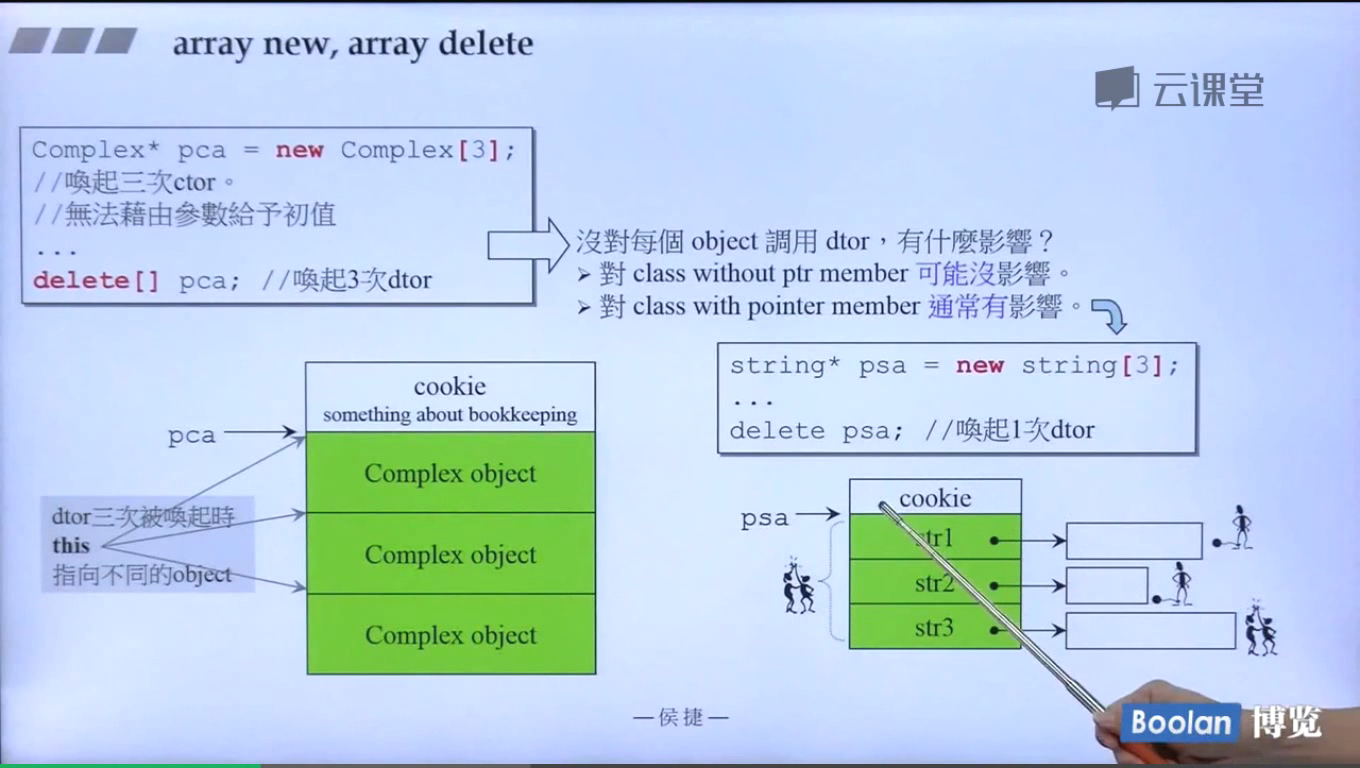 array new, array delete
云课堂
Complex* pca = new Complex[3];
//喚起三次ctor。
//無法藉由參數給予初值
...
delete[] pca; //喚起3次dtor
沒對每個 object 調用 dtor，有什麼影響？
➢ 對 class without ptr member 可能沒影響。
➢ 對 class with pointer member 通常有影響。
string* psa = new string[3];
...
delete psa; //喚起1次dtor
cookie
something about bookkeeping
pca
Complex object
Complex object
Complex object
dtor三次被喚起時
this
指向不同的object
cookie
psa
str1
str2
str3
—侯捷—
Boolan 博览